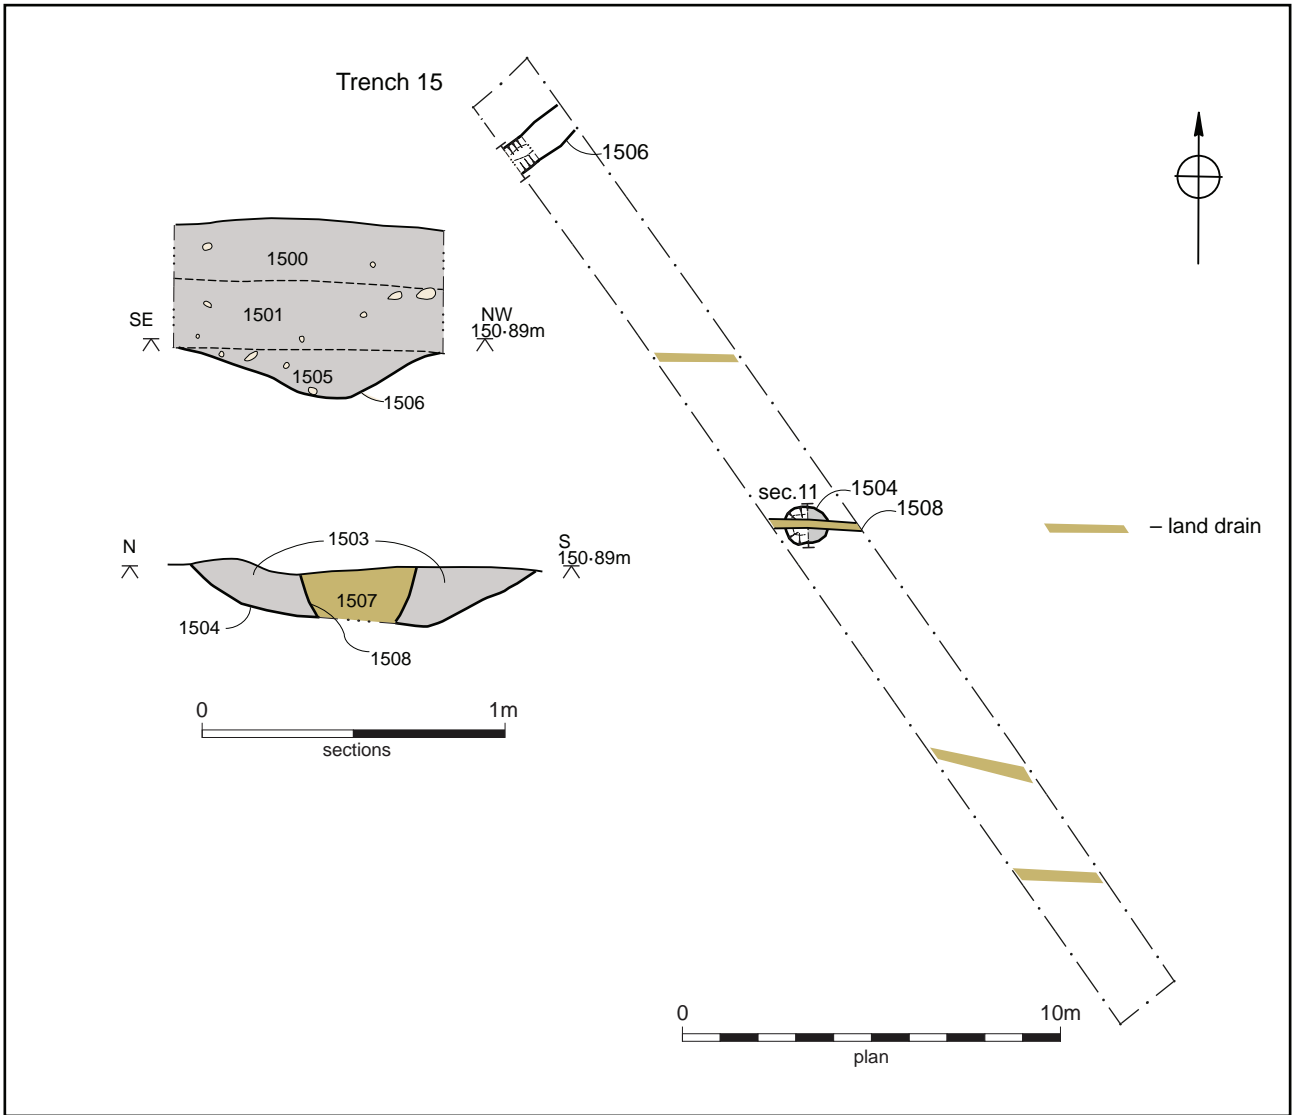 Trench 15
1506
1500
1501
SE
NW
150·89m
1505
1506
sec.11
1504
1508
– land drain
N
1503
S
150·89m
1507
1504
1508
0 1m
sections
0 10m
plan